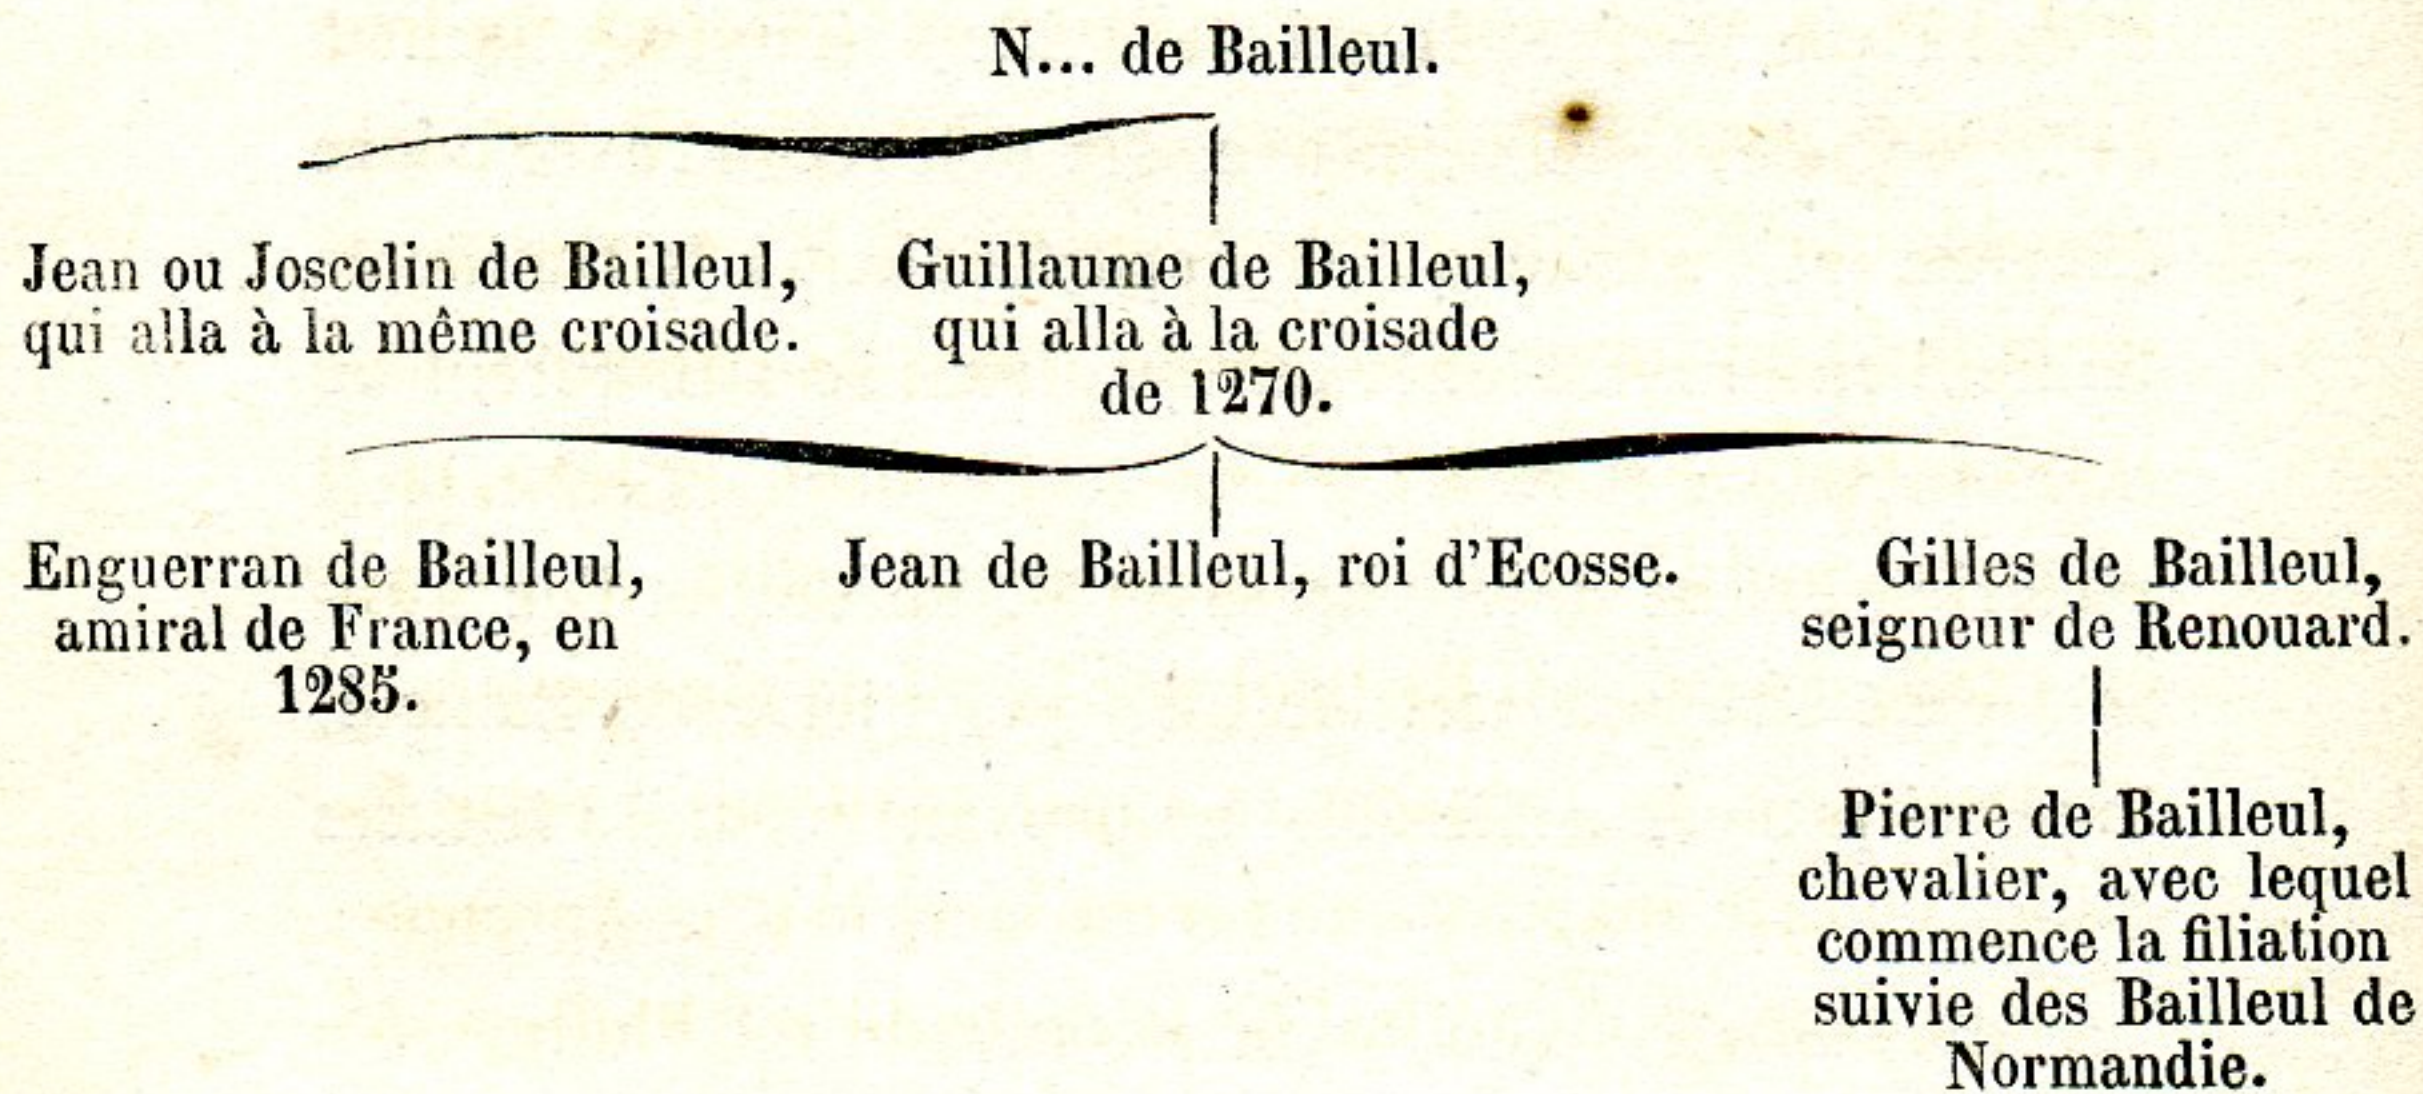 N... de Bailleul.
Jean ou Joscelin de Bailleul,
qui alla à la même croisade.
Guillaume de Bailleul,
qui alla à la croisade
de 1270.
Enguerran de Bailleul,
amiral de France, en
1285.
Jean de Bailleul, roi d'Ecosse.
Gilles de Bailleul,
seigneur de Renouard.
Pierre de Bailleul,
chevalier, avec lequel
commence la filiation
suivie des Bailleul de
Normandie.